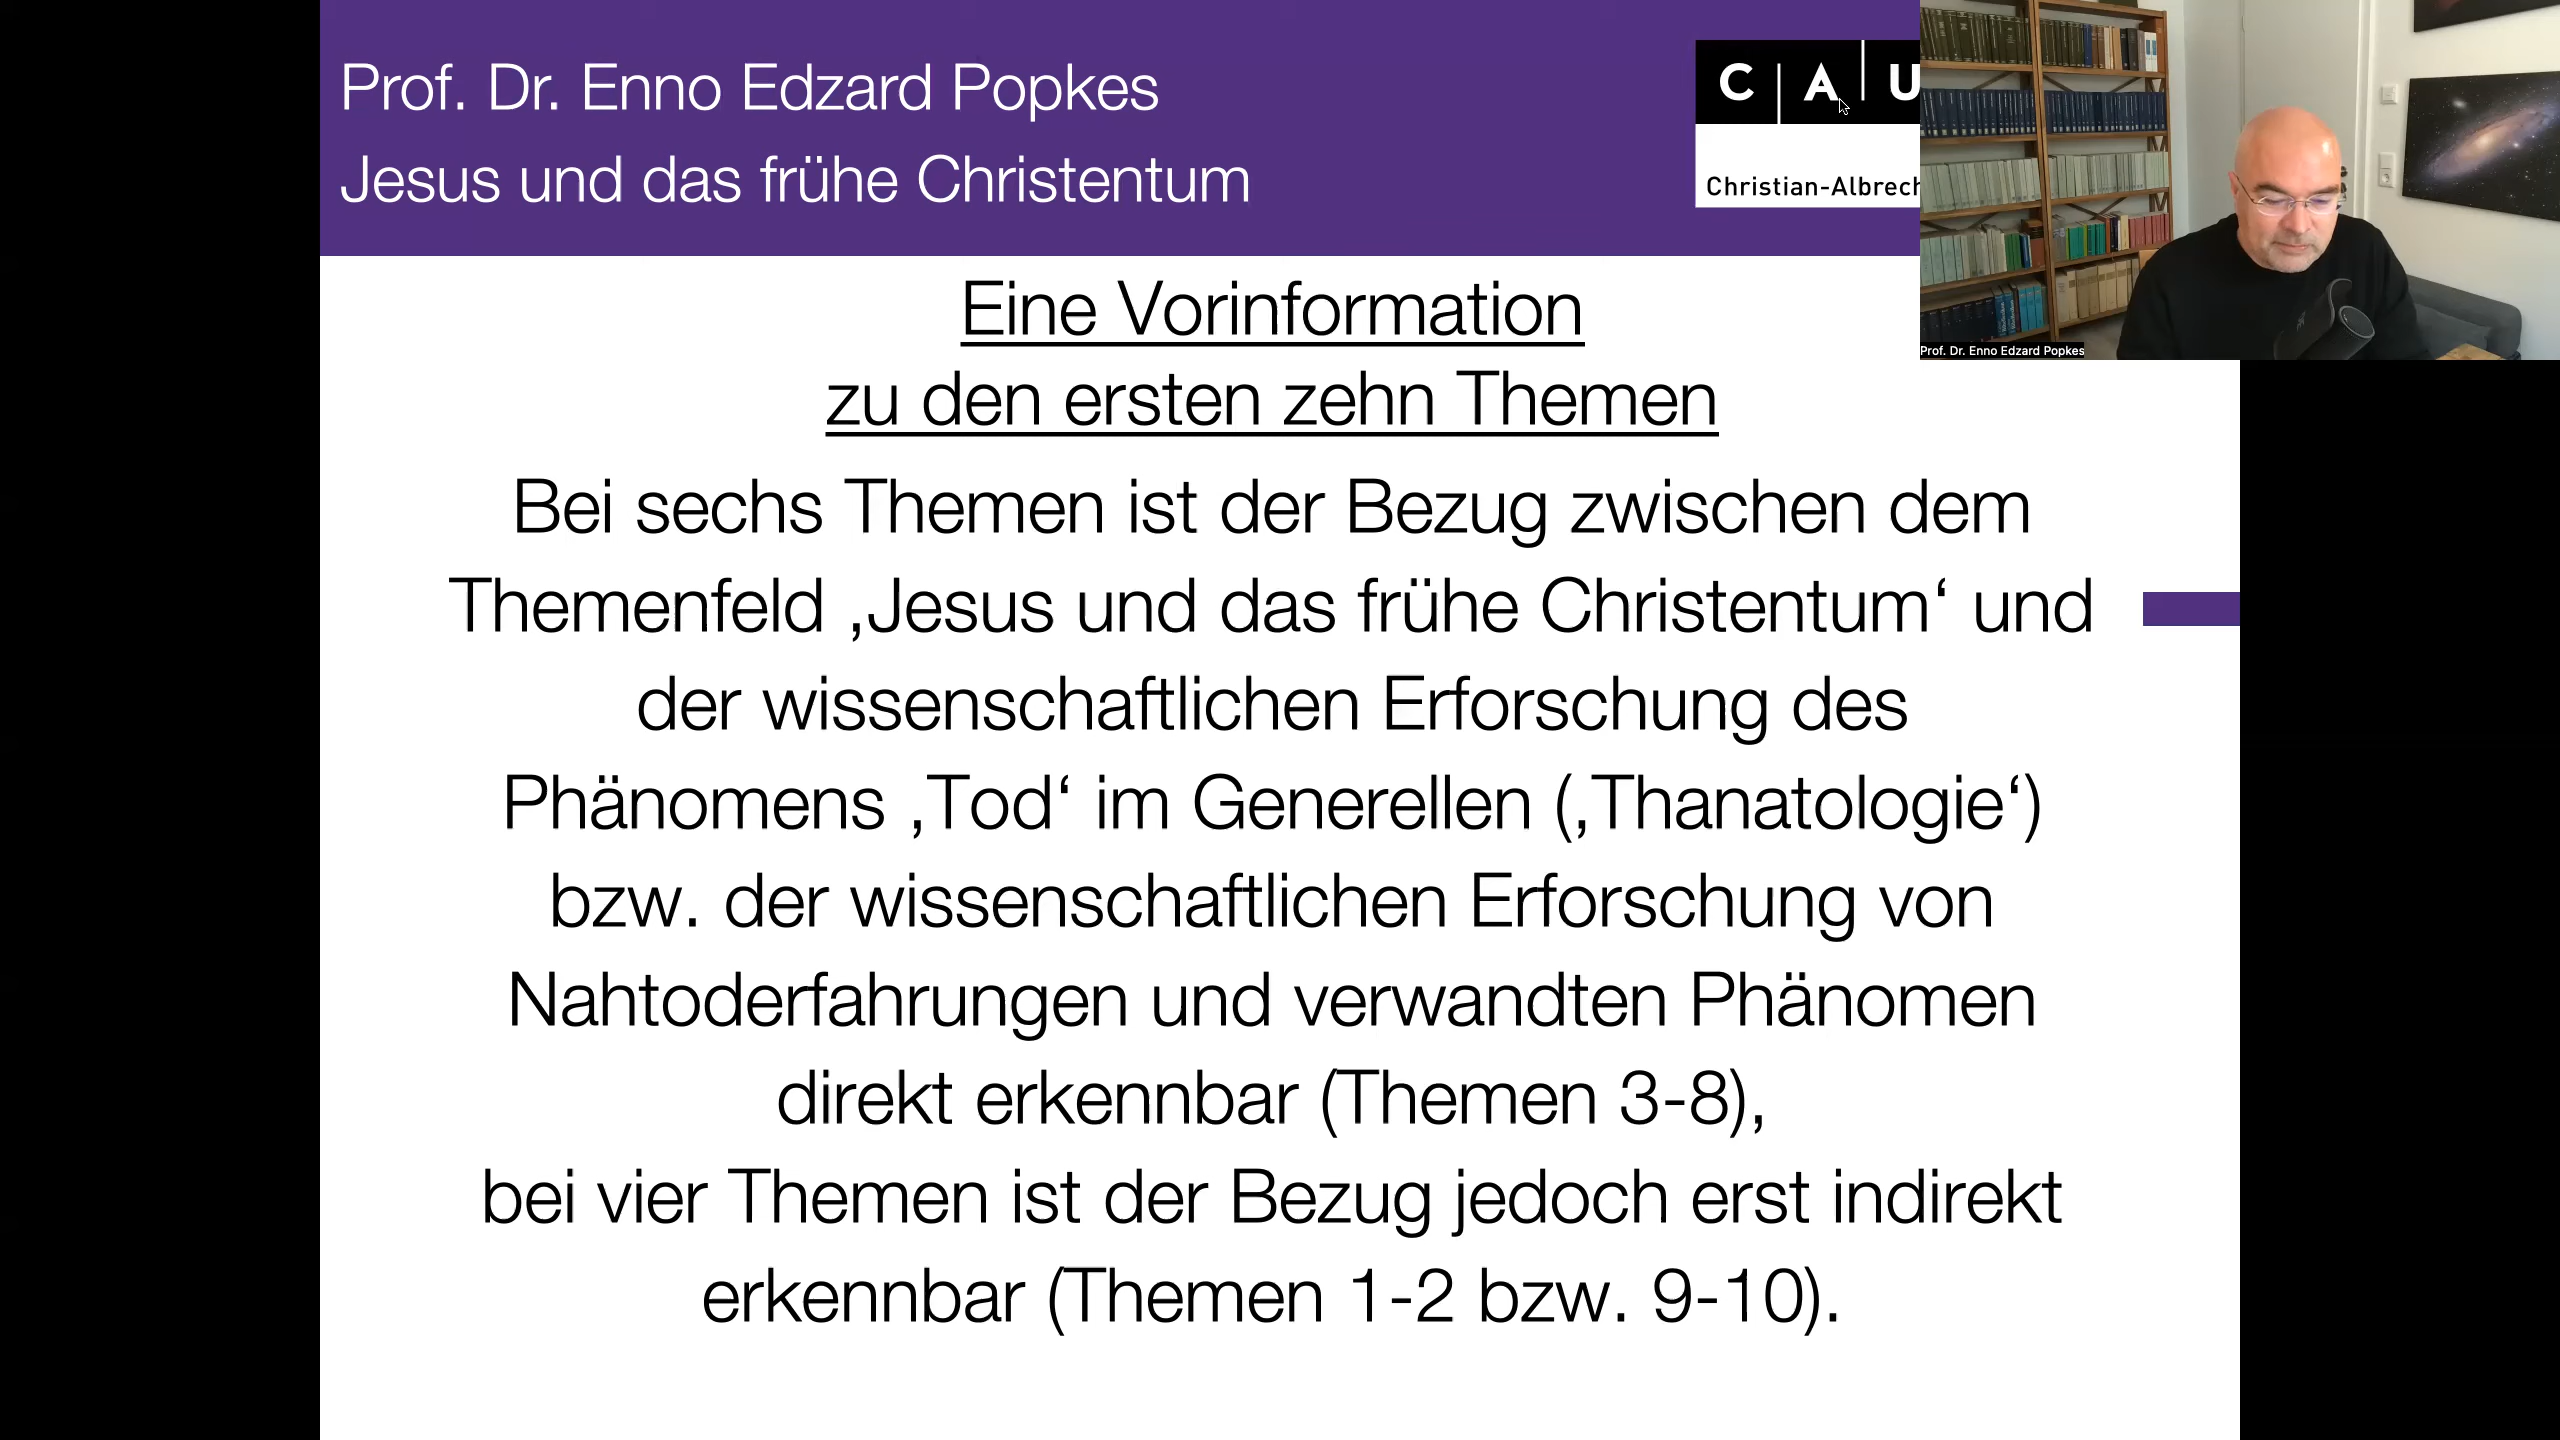 Prof. Dr. Enno Edzard Popkes
Jesus und das frühe Christentum
C | A | U
Christian-Albrech
Prof. Dr. Enno Edzard Popkes
Eine Vorinformation
zu den ersten zehn Themen
Bei sechs Themen ist der Bezug zwischen dem
Themenfeld ‚Jesus und das frühe Christentum‘ und
der wissenschaftlichen Erforschung des
Phänomens ‚Tod‘ im Generellen (‚Thanatologie‘)
bzw. der wissenschaftlichen Erforschung von
Nahtoderfahrungen und verwandten Phänomen
direkt erkennbar (Themen 3-8),
bei vier Themen ist der Bezug jedoch erst indirekt
erkennbar (Themen 1-2 bzw. 9-10).